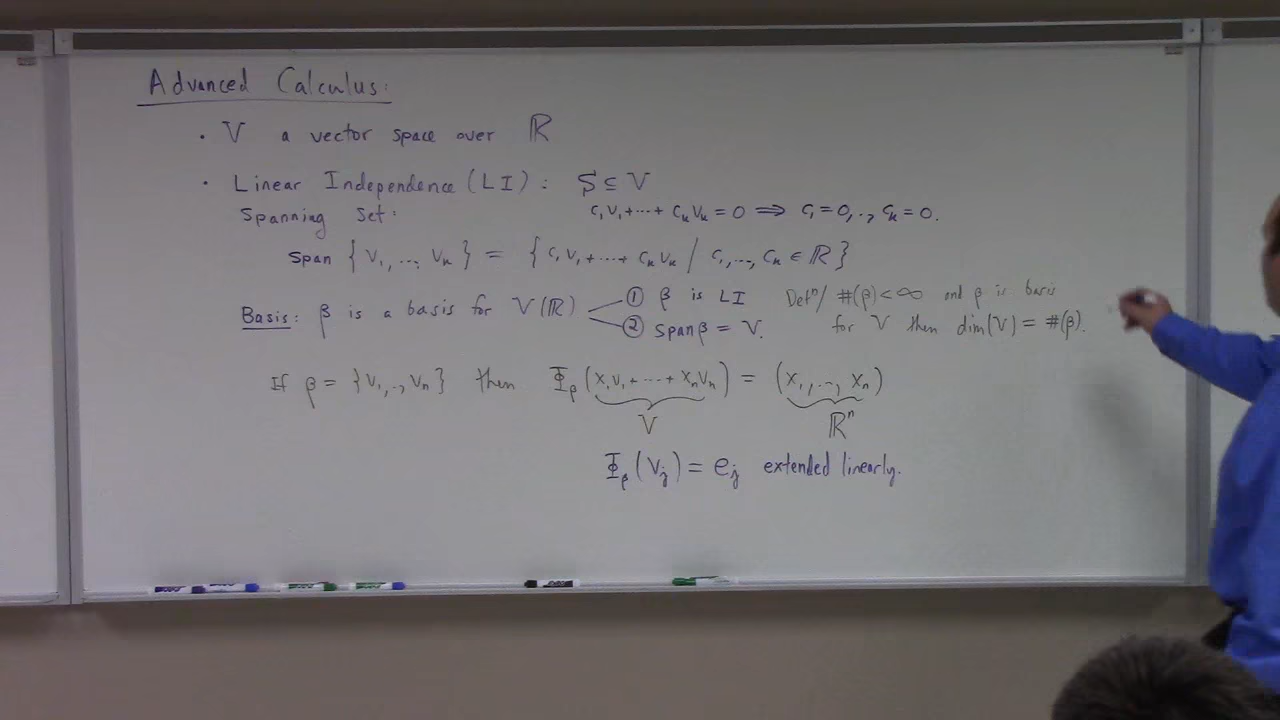 Advanced Calculus:
• V a vector space over ℝ
• Linear Independence (LI): S ⊆ V
Spanning Set: c₁v₁ + ⋯ + cₖvₖ = 0 ⟹ c₁ = 0, .., cₖ = 0.
span {v₁, ..., vₖ} = {c₁v₁ + ⋯ + cₖvₖ / c₁, ..., cₖ ∈ ℝ}
Basis: β is a basis for V(ℝ) ① β is LI Defⁿ/ #(β) < ∞ and β is basis
② span β = V. for V then dim(V) = #(β).
If β = {v₁, .., vₙ} then Φ_β (x₁v₁ + ⋯ + xₙvₙ) = (x₁, ..., xₙ)
V ℝⁿ
Φ_β (vⱼ) = eⱼ extended linearly.